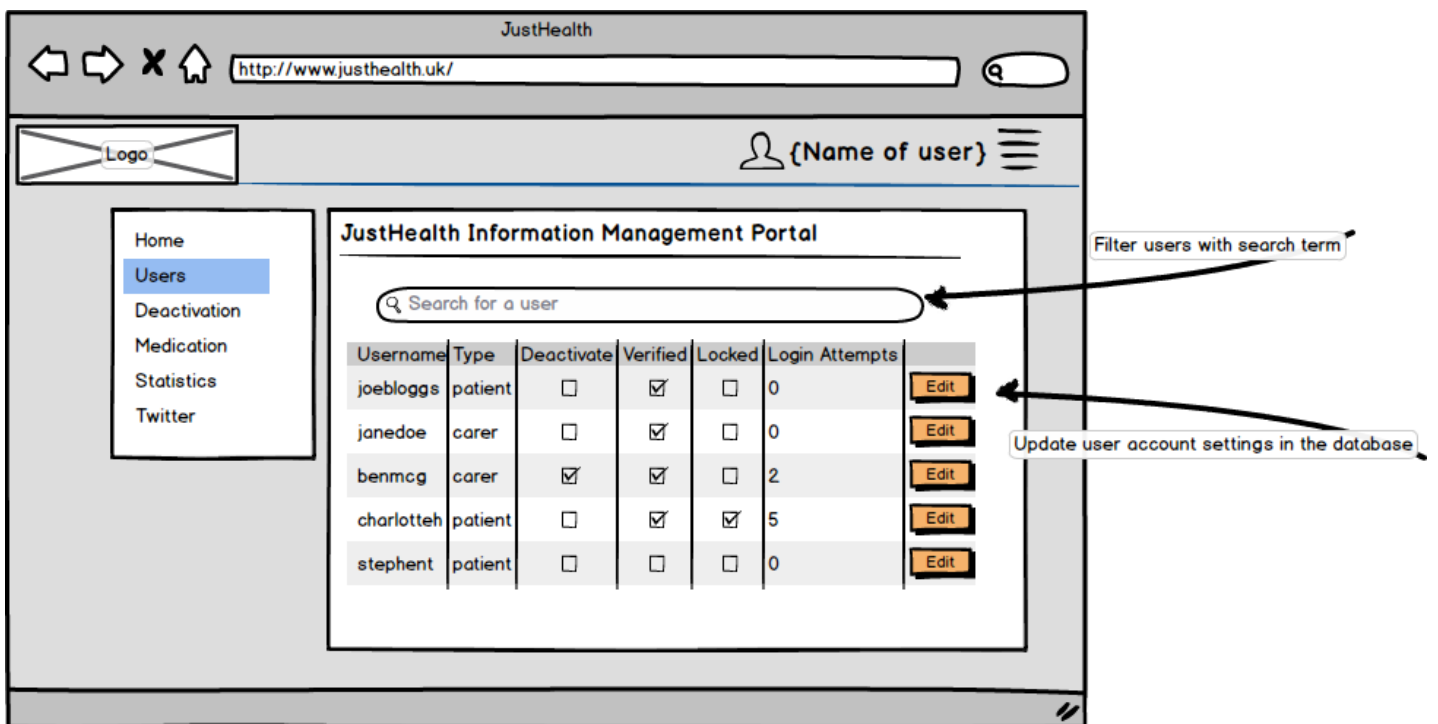 JustHealth
http://www.justhealth.uk/
Logo
{Name of user}
Home
Users
Deactivation
Medication
Statistics
Twitter
JustHealth Information Management Portal
Search for a user
Username Type Deactivate Verified Locked Login Attempts
joebloggs patient 0 Edit
janedoe carer 0 Edit
benmcg carer 2 Edit
charlotteh patient 5 Edit
stephent patient 0 Edit
Filter users with search term
Update user account settings in the database